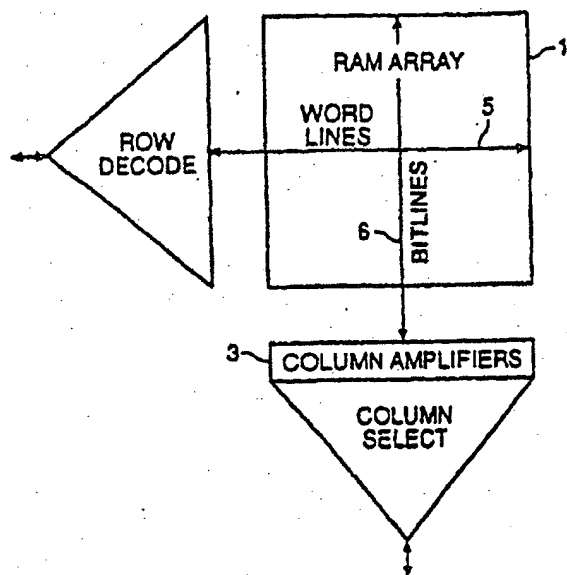 1
RAM ARRAY
WORD
LINES
5
ROW
DECODE
6
BITLINES
3
COLUMN AMPLIFIERS
COLUMN
SELECT